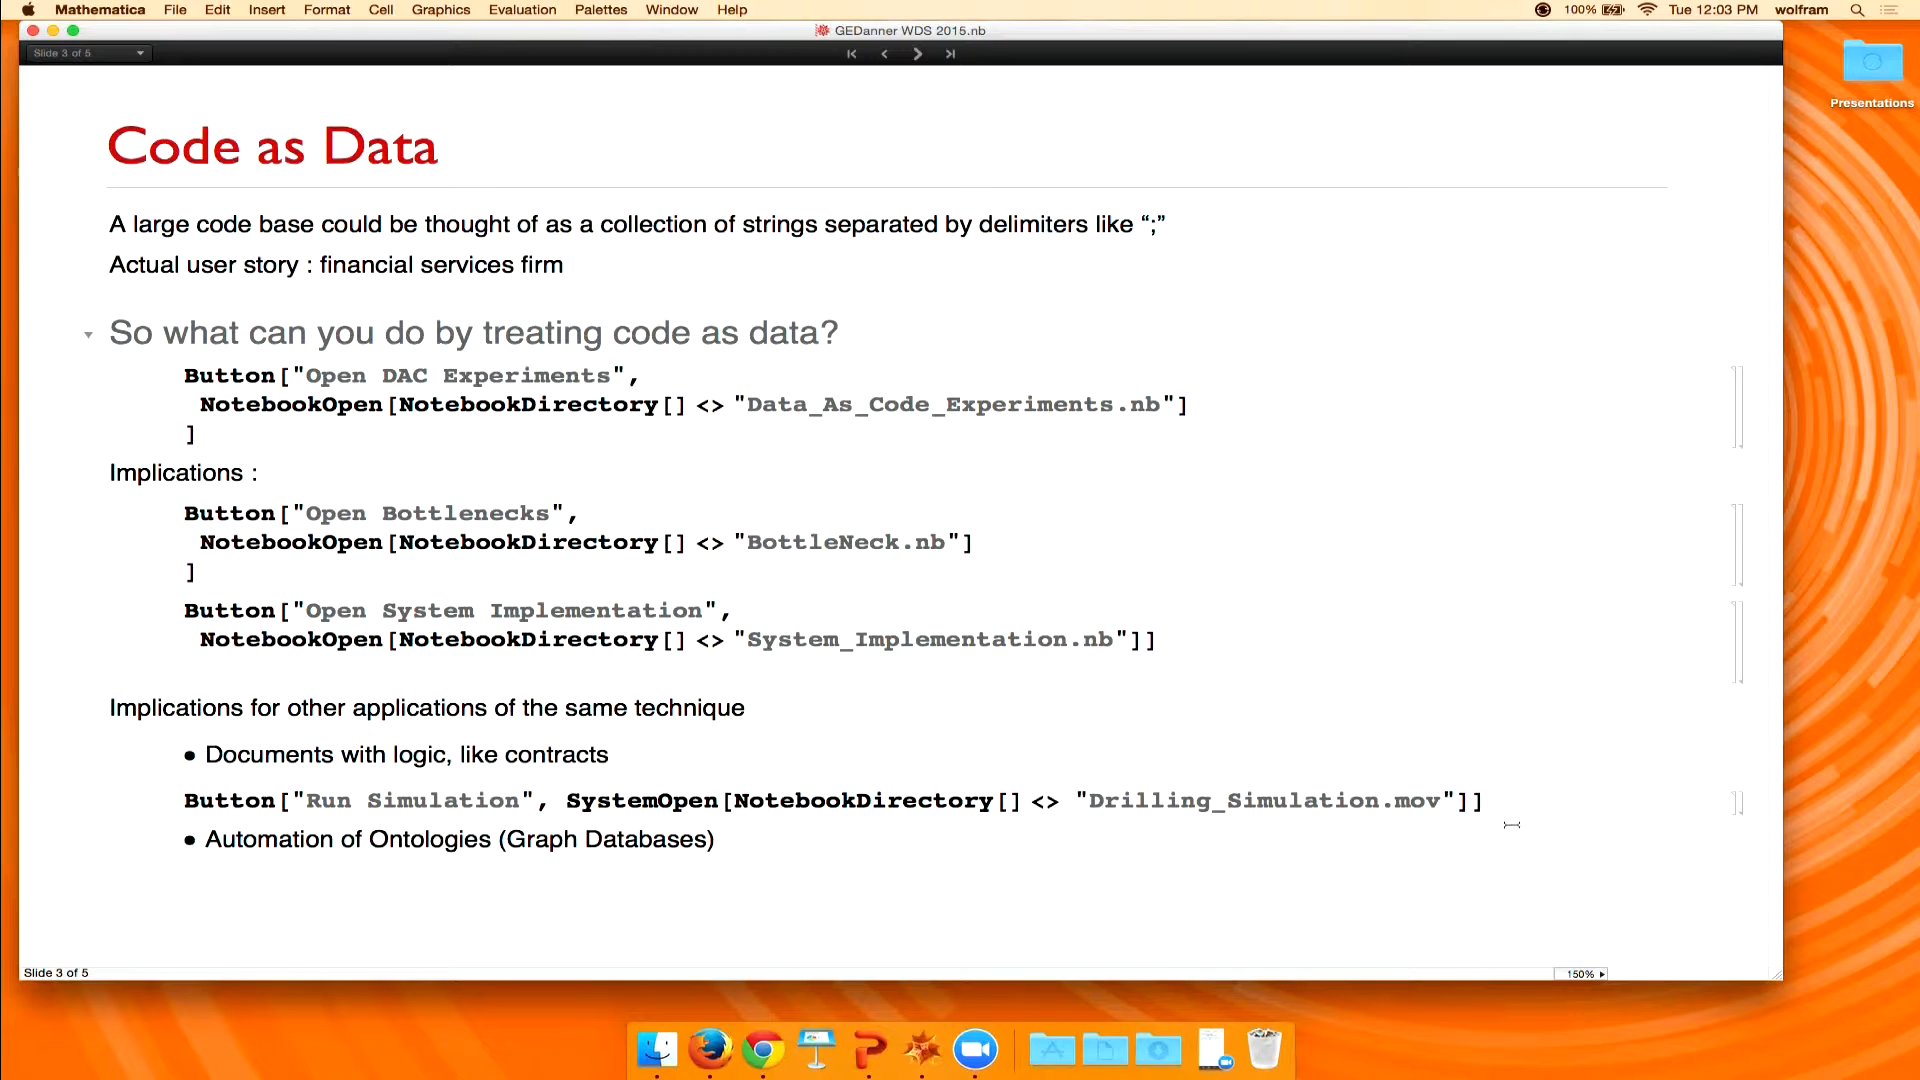 Mathematica File Edit Insert Format Cell Graphics Evaluation Palettes Window Help 100% Tue 12:03 PM wolfram
GEDanner WDS 2015.nb
Slide 3 of 5
Presentations
Code as Data
A large code base could be thought of as a collection of strings separated by delimiters like “;”
Actual user story : financial services firm
So what can you do by treating code as data?
Button["Open DAC Experiments",
NotebookOpen[NotebookDirectory[] <> "Data_As_Code_Experiments.nb"]
]
Implications :
Button["Open Bottlenecks",
NotebookOpen[NotebookDirectory[] <> "BottleNeck.nb"]
]
Button["Open System Implementation",
NotebookOpen[NotebookDirectory[] <> "System_Implementation.nb"]]
Implications for other applications of the same technique
• Documents with logic, like contracts
Button["Run Simulation", SystemOpen[NotebookDirectory[] <> "Drilling_Simulation.mov"]]
• Automation of Ontologies (Graph Databases)
Slide 3 of 5
150%